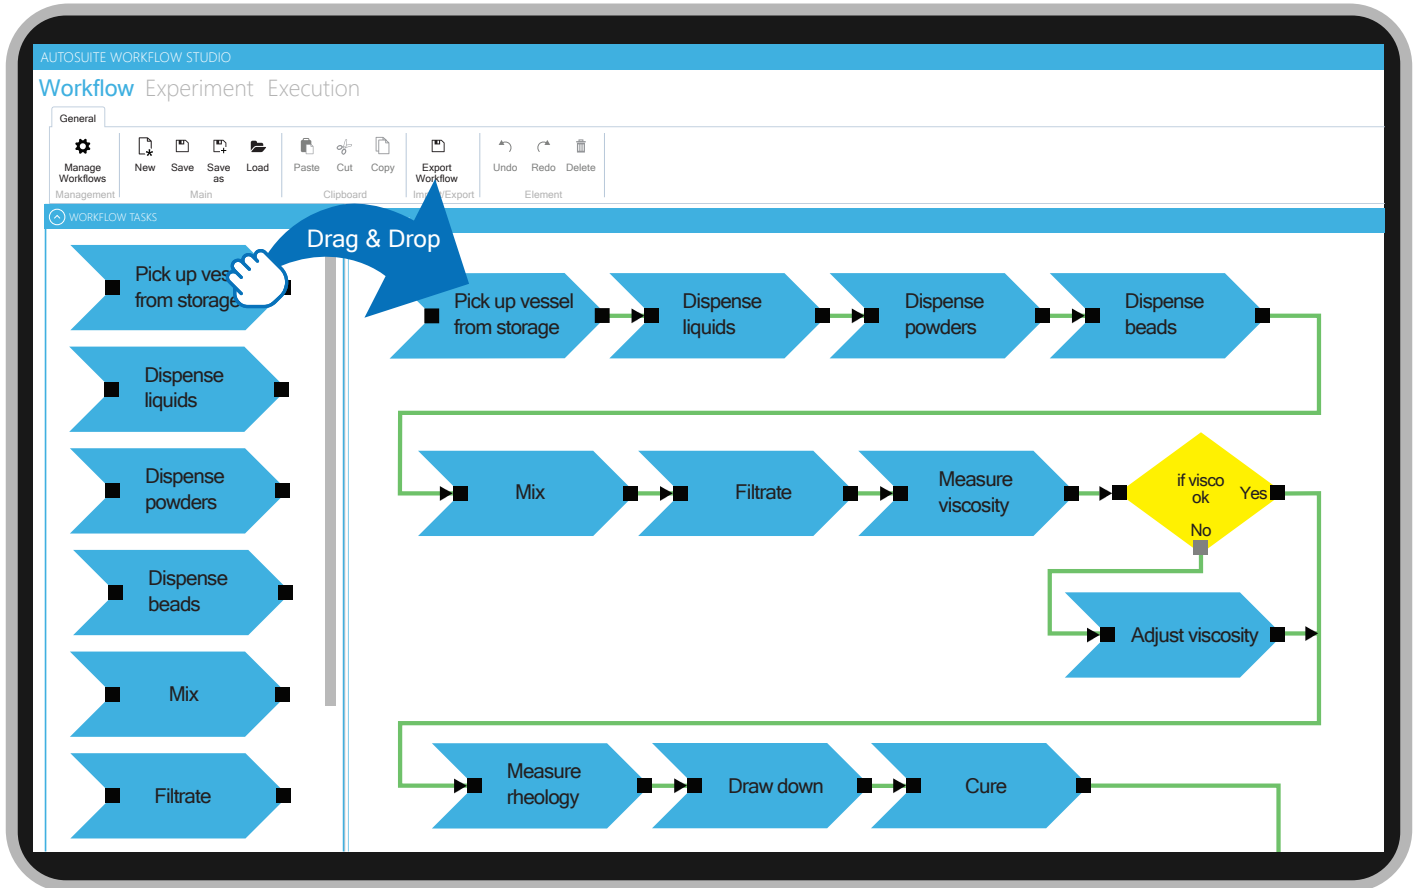 AUTOSUITE WORKFLOW STUDIO
Workflow Experiment Execution
General
Manage
Workflows
New
Save
Save
as
Load
Paste
Cut
Copy
Export
Workflow
Undo
Redo
Delete
Management
Main
Clipboard
Import/Export
Element
WORKFLOW TASKS
Drag & Drop
Pick up ves
from storage
Dispense
liquids
Dispense
powders
Dispense
beads
Mix
Filtrate
Pick up vessel
from storage
Dispense
liquids
Dispense
powders
Dispense
beads
Mix
Filtrate
Measure
viscosity
if visco
ok
Yes
No
Adjust viscosity
Measure
rheology
Draw down
Cure